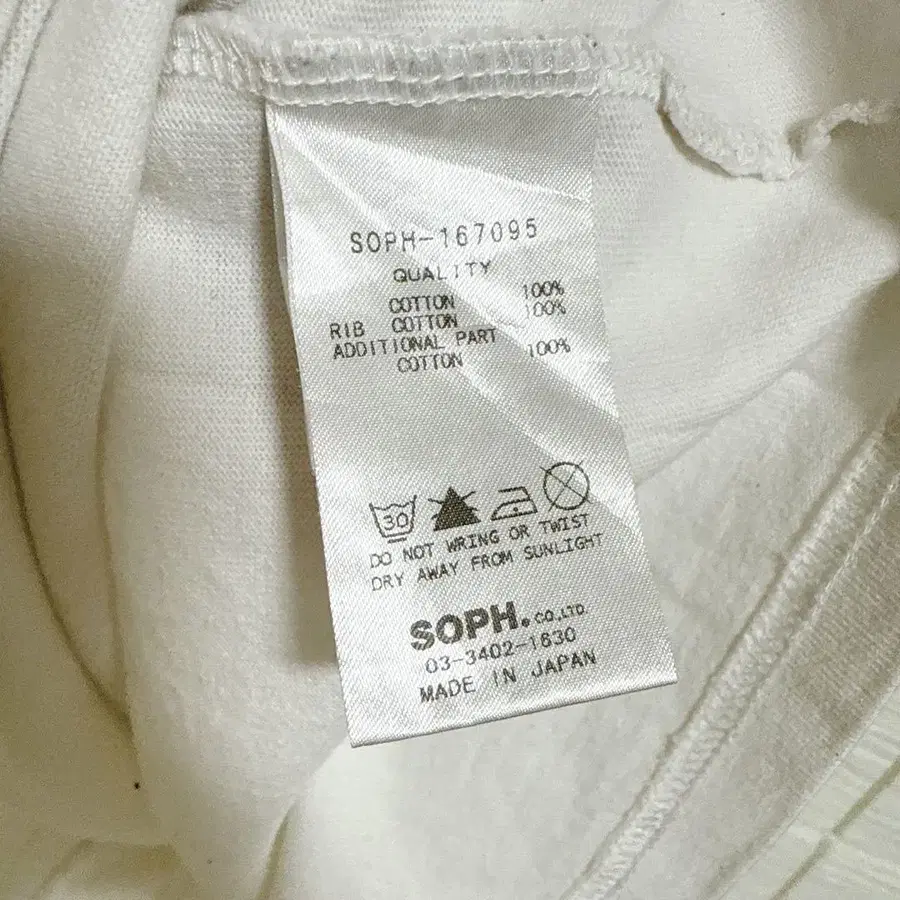 SOPH-167095
QUALITY
COTTON 100%
RIB COTTON 100%
ADDITIONAL PART
COTTON 100%
30
DO NOT WRING OR TWIST
DRY AWAY FROM SUNLIGHT
SOPH. CO.,LTD.
03-3402-1630
MADE IN JAPAN